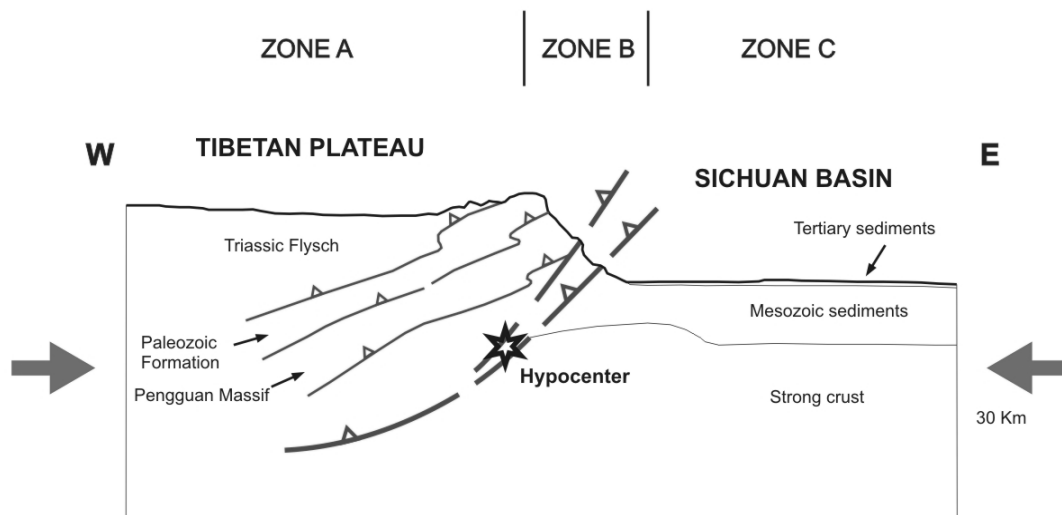 ZONE A
ZONE B
ZONE C
W
TIBETAN PLATEAU
E
SICHUAN BASIN
Tertiary sediments
Triassic Flysch
Mesozoic sediments
Paleozoic
Formation
Hypocenter
Pengguan Massif
Strong crust
30 Km